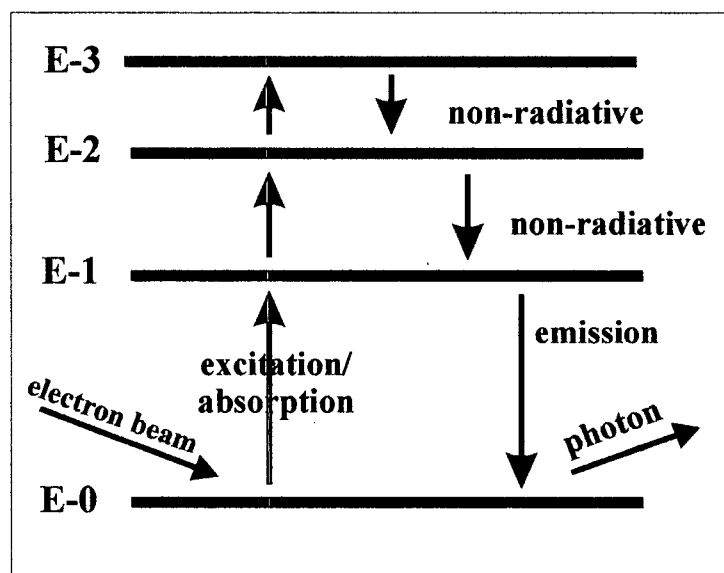 E-3
non-radiative
E-2
non-radiative
E-1
emission
excitation/
absorption
electron beam
photon
E-0